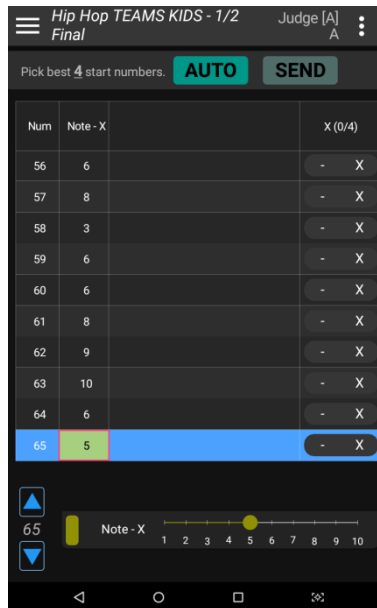 Hip Hop TEAMS KIDS - 1/2
Final
Judge [A]
A
Pick best 4 start numbers. AUTO SEND
Num Note - X X (0/4)
56 6 - X
57 8 - X
58 3 - X
59 6 - X
60 6 - X
61 8 - X
62 9 - X
63 10 - X
64 6 - X
65 5 - X
65
Note - X
1 2 3 4 5 6 7 8 9 10